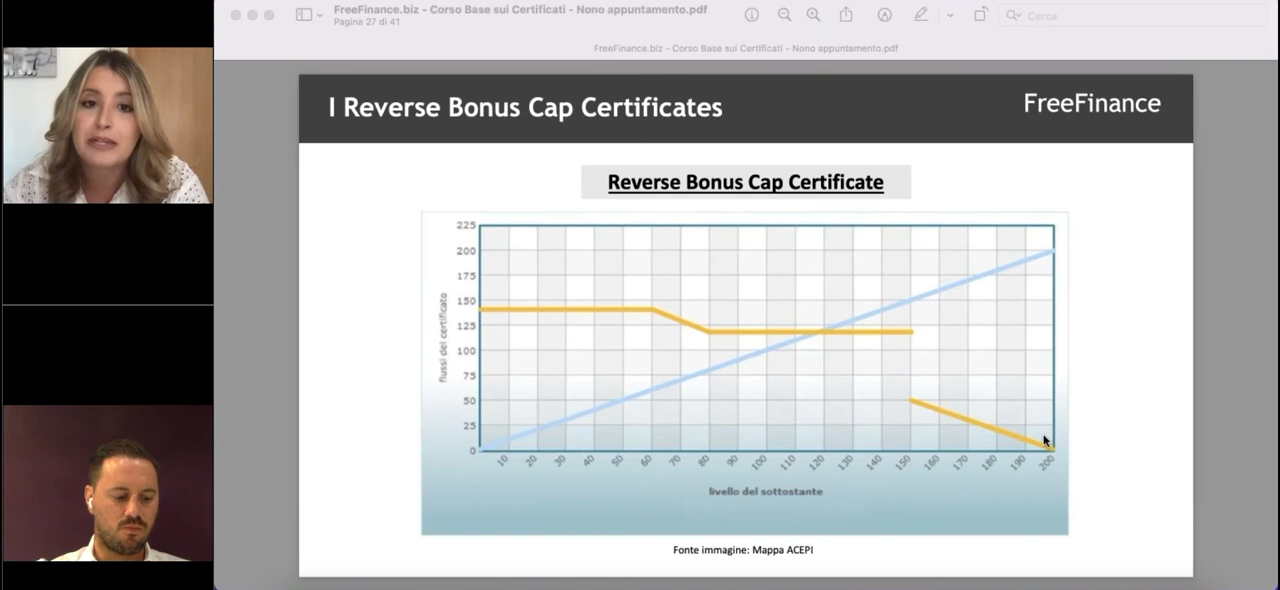 FreeFinance.biz - Corso Base sui Certificati - Nono appuntamento.pdf
Pagina 27 di 41
Cerca
FreeFinance.biz - Corso Base sui Certificati - Nono appuntamento.pdf
I Reverse Bonus Cap Certificates
FreeFinance
Reverse Bonus Cap Certificate
225
200
175
150
125
100
75
50
25
0
flussi del certificato
10 20 30 40 50 60 70 80 90 100 110 120 130 140 150 160 170 180 190 200
livello del sottostante
Fonte immagine: Mappa ACEPI